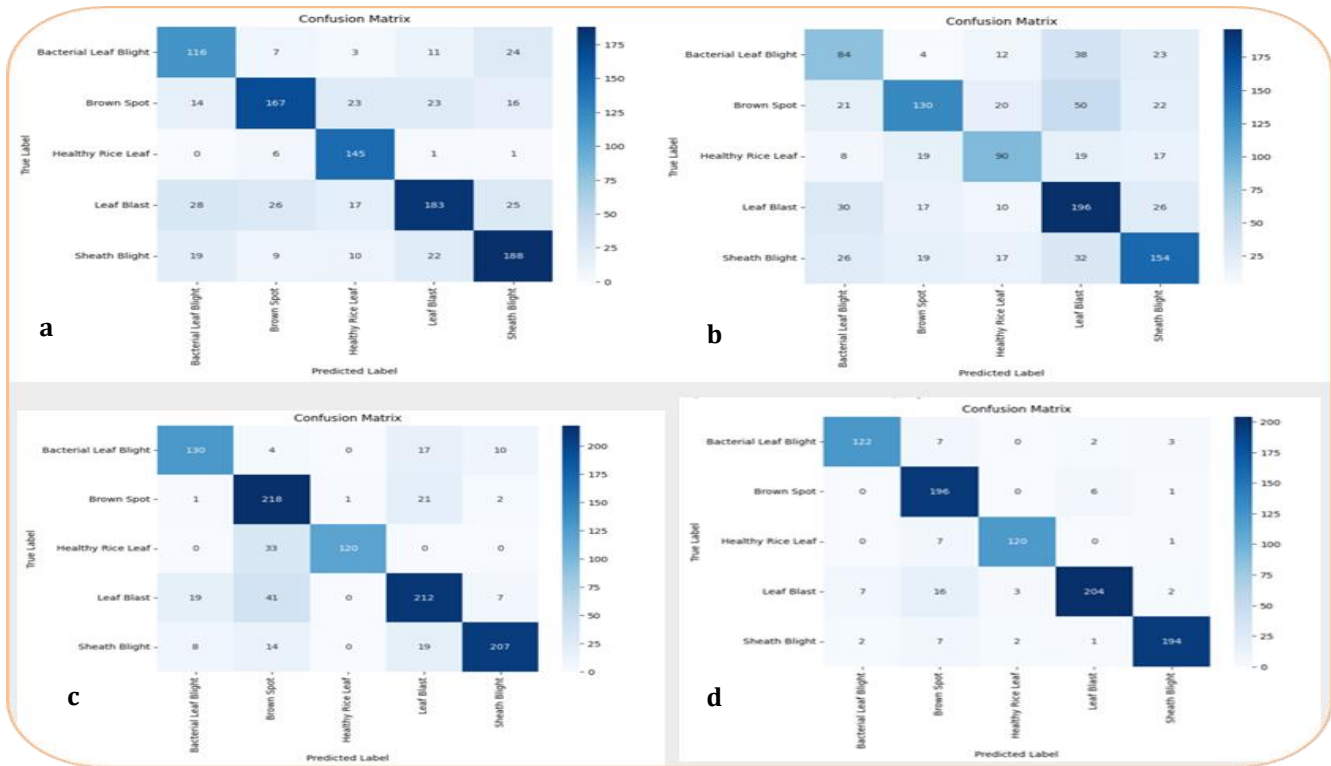 Confusion Matrix
Bacterial Leaf Blight 116 7 3 11 24
Brown Spot 14 167 23 23 16
Healthy Rice Leaf 0 6 145 1 1
Leaf Blast 28 26 17 183 25
Sheath Blight 19 9 10 22 188
True Label
175
150
125
100
75
50
25
0
Bacterial Leaf Blight
Brown Spot
Healthy Rice Leaf
Leaf Blast
Sheath Blight
Predicted Label
a
Confusion Matrix
Bacterial Leaf Blight 84 4 12 38 23
Brown Spot 21 130 20 50 22
Healthy Rice Leaf 8 19 90 19 17
Leaf Blast 30 17 10 196 26
Sheath Blight 26 19 17 32 154
True Label
175
150
125
100
75
50
25
Bacterial Leaf Blight
Brown Spot
Healthy Rice Leaf
Leaf Blast
Sheath Blight
Predicted Label
b
Confusion Matrix
Bacterial Leaf Blight 130 4 0 17 10
Brown Spot 1 218 1 21 2
Healthy Rice Leaf 0 33 120 0 0
Leaf Blast 19 41 0 212 7
Sheath Blight 8 14 0 19 207
True Label
200
175
150
125
100
75
50
25
0
Bacterial Leaf Blight
Brown Spot
Healthy Rice Leaf
Leaf Blast
Sheath Blight
Predicted Label
c
Confusion Matrix
Bacterial Leaf Blight 122 7 0 2 3
Brown Spot 0 196 0 6 1
Healthy Rice Leaf 0 7 120 0 1
Leaf Blast 7 16 3 204 2
Sheath Blight 2 7 2 1 194
True Label
200
175
150
125
100
75
50
25
0
Bacterial Leaf Blight
Brown Spot
Healthy Rice Leaf
Leaf Blast
Sheath Blight
Predicted Label
d